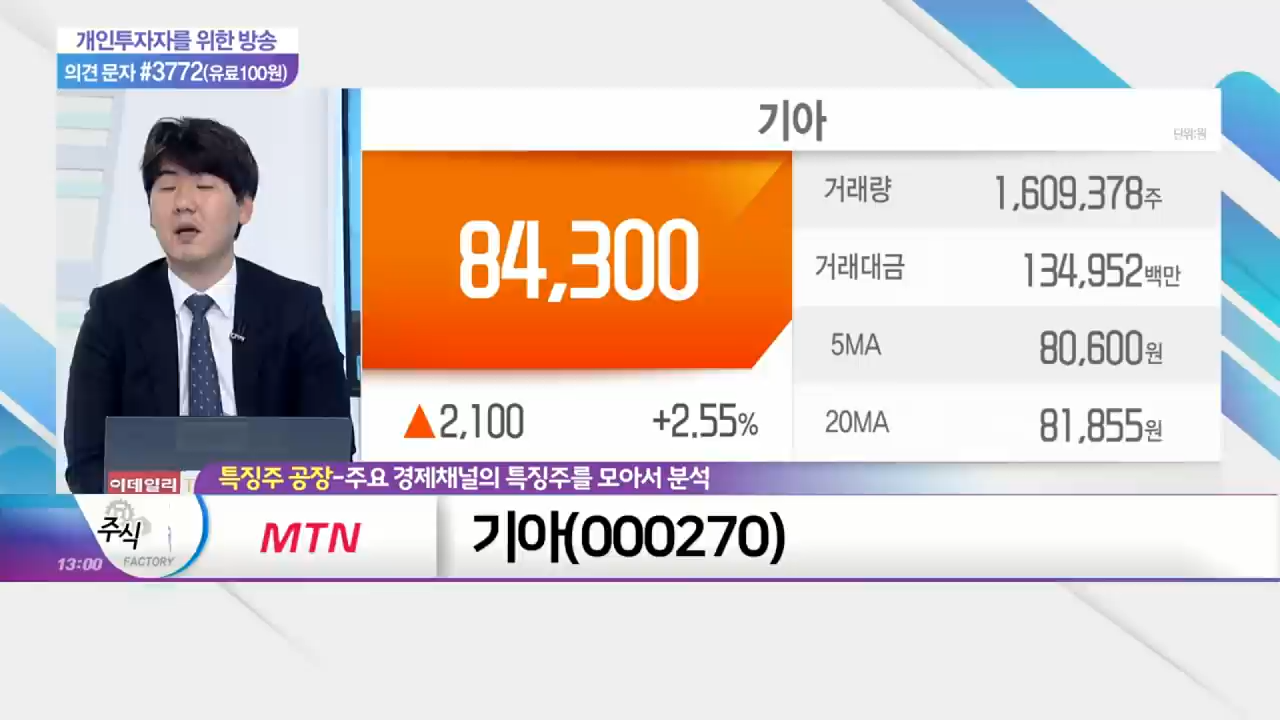 개인투자자를 위한 방송
의견 문자 #3772(유료100원)
기아
단위:원
84,300
▲2,100 +2.55%
거래량 1,609,378주
거래대금 134,952백만
5MA 80,600원
20MA 81,855원
이데일리 T
특징주 공장-주요 경제채널의 특징주를 모아서 분석
주식
FACTORY
13:00
MTN
기아(000270)